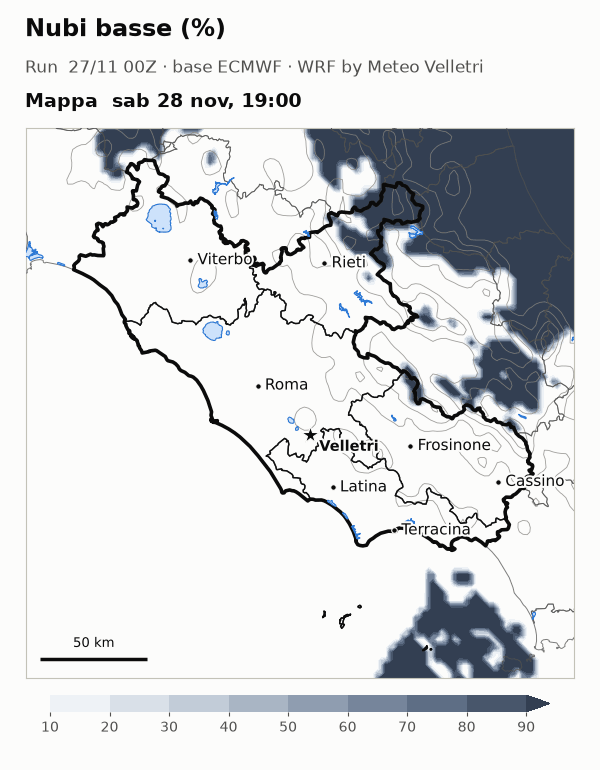 Nubi basse (%)
Run  27/11 00Z · base ECMWF · WRF by Meteo Velletri
Mappa  sab 28 nov, 19:00
Viterbo
Rieti
Roma
Velletri
Frosinone
Latina
Cassino
Terracina
50 km
10 20 30 40 50 60 70 80 90